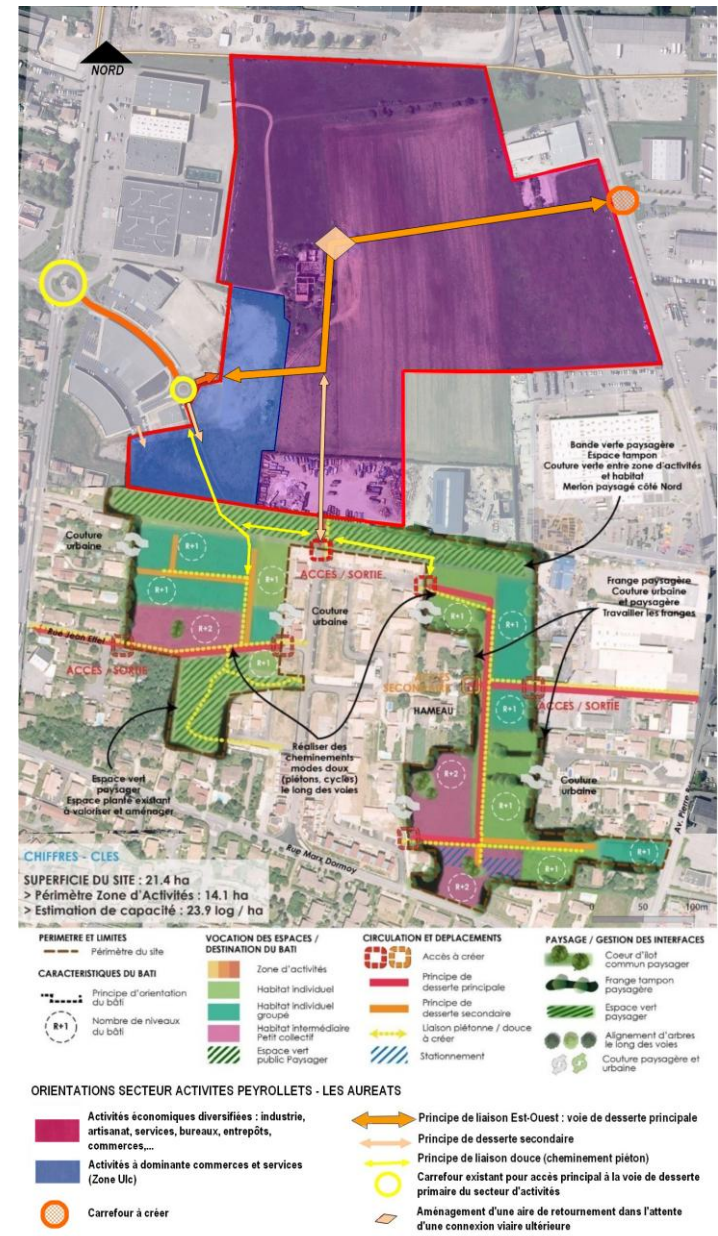 NORD
Bande verte paysagère -
Espace tampon
Couture verte entre zone d'activités
et habitat
Merlon paysagé côté Nord
Couture
urbaine
R+1
R+1
ACCES / SORTIE
Frange paysagère
Couture urbaine
et paysagère
Travailler les franges
R+1
R+1
R+1
R+1
R+2
Couture
urbaine
Rue Jean Effel
R+1
ACCES / SORTIE
HAMEAU
R+1
ACCES / SORTIE
Réaliser des
cheminements
modes doux
(piétons, cycles)
le long des voies
Espace vert
paysager
Espace planté existant
à valoriser et aménager
R+2
R+1
Couture
urbaine
Av. Pierre
Rue Marx Dormoy
R+1
R+1
R+2
CHIFFRES - CLES
SUPERFICIE DU SITE : 21.4 ha
> Périmètre Zone d'Activités : 14.1 ha
> Estimation de capacité : 23.9 log / ha
0 50 100m
PERIMETRE ET LIMITES
Périmètre du site
CARACTERISTIQUES DU BATI
Principe d'orientation
du bâti
R+1
Nombre de niveaux
du bâti
VOCATION DES ESPACES /
DESTINATION DU BATI
Zone d'activités
Habitat individuel
Habitat individuel
groupé
Habitat intermédiaire
Petit collectif
Espace vert
public Paysager
CIRCULATION ET DEPLACEMENTS
Accès à créer
Principe de
desserte principale
Principe de
desserte secondaire
Liaison piétonne / douce
à créer
Stationnement
PAYSAGE / GESTION DES INTERFACES
Coeur d'îlot
commun paysager
Frange tampon
paysagère
Espace vert
paysager
Alignement d'arbres
le long des voies
Couture paysagère et
urbaine
ORIENTATIONS SECTEUR ACTIVITES PEYROLLETS - LES AUREATS
Activités économiques diversifiées : industrie,
artisanat, services, bureaux, entrepôts,
commerces,...
Activités à dominante commerces et services
(Zone UIc)
Carrefour à créer
Principe de liaison Est-Ouest : voie de desserte principale
Principe de desserte secondaire
Principe de liaison douce (cheminement piéton)
Carrefour existant pour accès principal à la voie de desserte
primaire du secteur d'activités
Aménagement d'une aire de retournement dans l'attente
d'une connexion viaire ultérieure